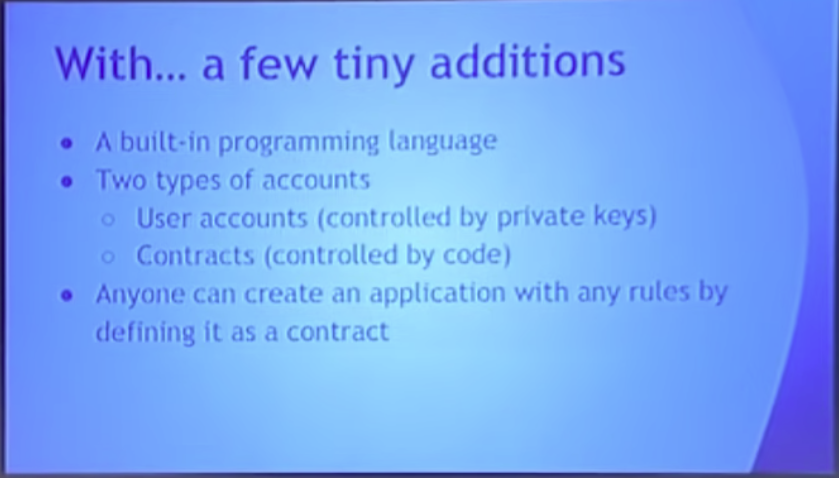 With... a few tiny additions
● A built-in programming language
● Two types of accounts
○ User accounts (controlled by private keys)
○ Contracts (controlled by code)
● Anyone can create an application with any rules by
defining it as a contract